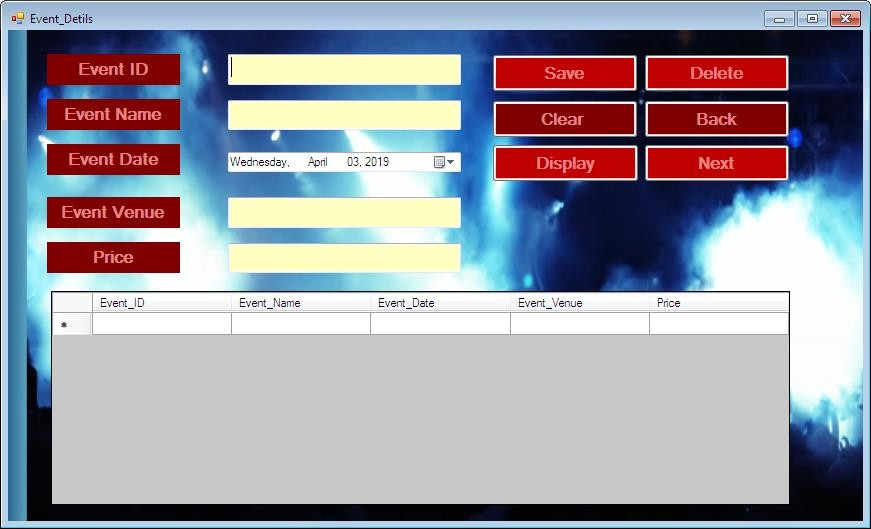 Event_Detils
Event ID
Save
Delete
Event Name
Clear
Back
Event Date
Wednesday, April 03, 2019
Display
Next
Event Venue
Price
Event_ID Event_Name Event_Date Event_Venue Price